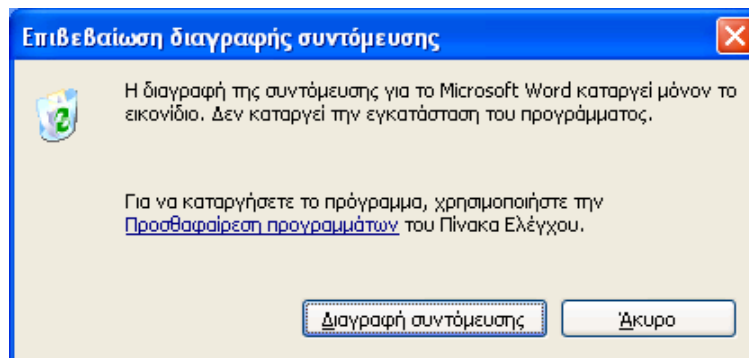 Επιβεβαίωση διαγραφής συντόμευσης
Η διαγραφή της συντόμευσης για το Microsoft Word καταργεί μόνον το
εικονίδιο. Δεν καταργεί την εγκατάσταση του προγράμματος.
Για να καταργήσετε το πρόγραμμα, χρησιμοποιήστε την
Προσθαφαίρεση προγραμμάτων του Πίνακα Ελέγχου.
Διαγραφή συντόμευσης
Άκυρο